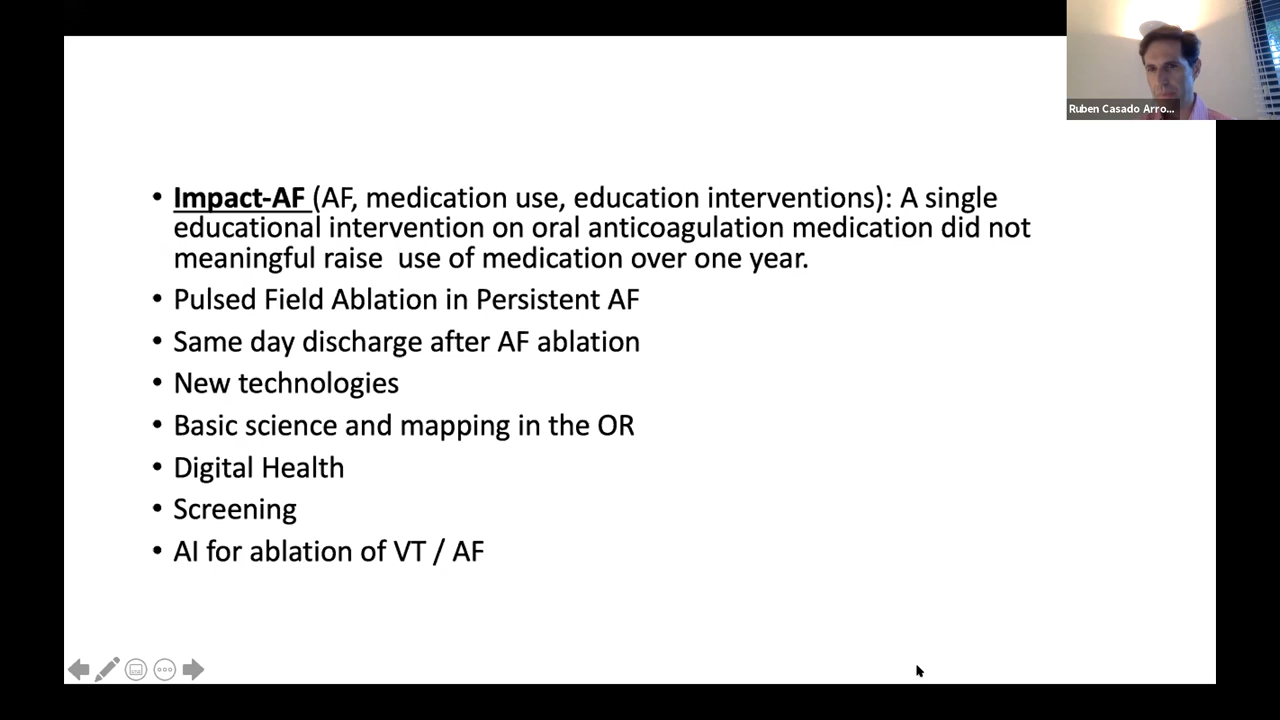 Ruben Casado Arro...
• Impact-AF (AF, medication use, education interventions): A single
educational intervention on oral anticoagulation medication did not
meaningful raise use of medication over one year.
• Pulsed Field Ablation in Persistent AF
• Same day discharge after AF ablation
• New technologies
• Basic science and mapping in the OR
• Digital Health
• Screening
• AI for ablation of VT / AF